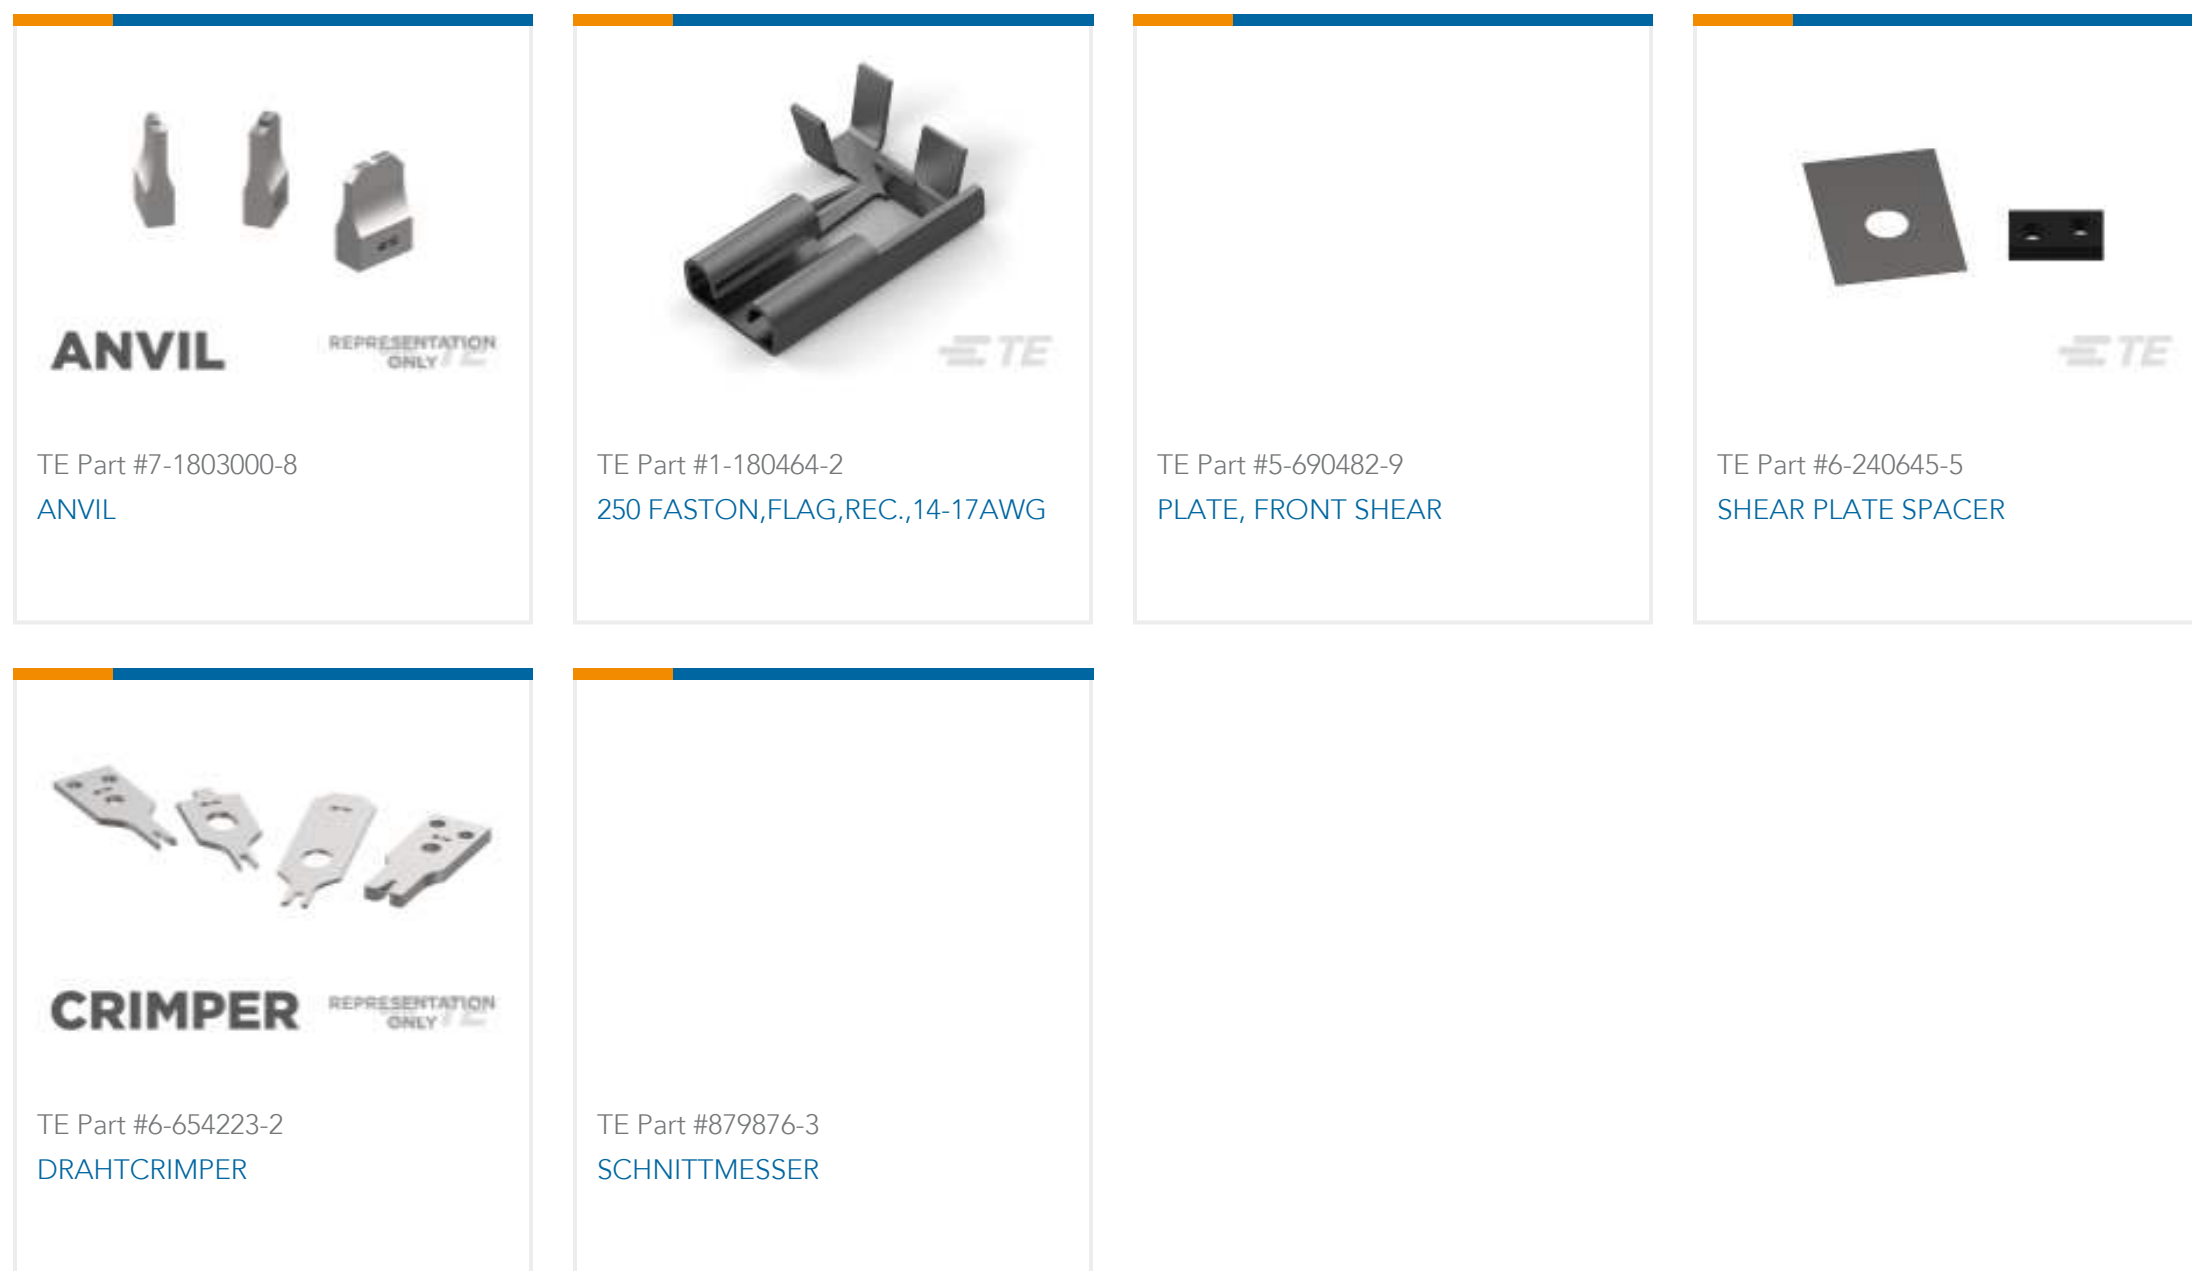 ANVIL
REPRESENTATION
ONLY
TE
TE Part #7-1803000-8
ANVIL
TE
TE Part #1-180464-2
250 FASTON,FLAG,REC.,14-17AWG
TE Part #5-690482-9
PLATE, FRONT SHEAR
TE
TE Part #6-240645-5
SHEAR PLATE SPACER
CRIMPER
REPRESENTATION
ONLY
TE
TE Part #6-654223-2
DRAHTCRIMPER
TE Part #879876-3
SCHNITTMESSER